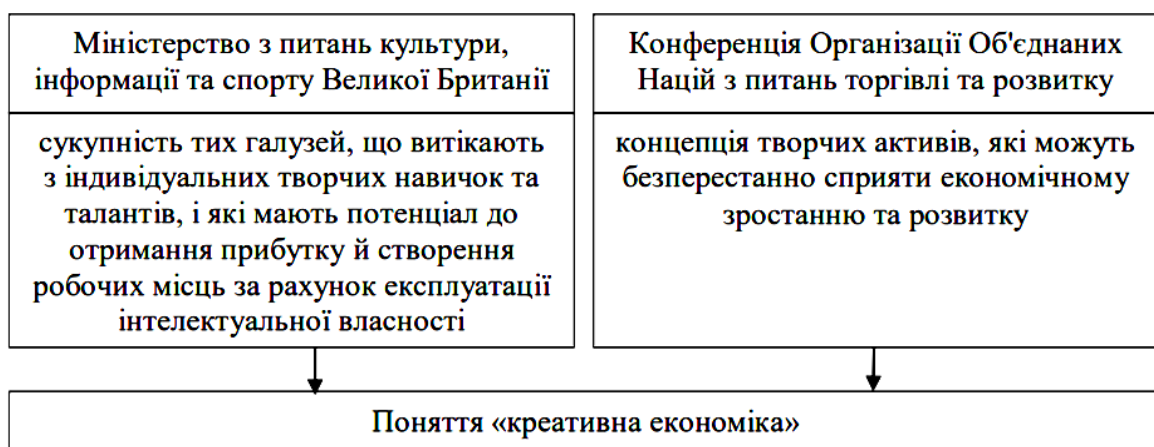 Міністерство з питань культури,
інформації та спорту Великої Британії
сукупність тих галузей, що витікають
з індивідуальних творчих навичок та
талантів, і які мають потенціал до
отримання прибутку й створення
робочих місць за рахунок експлуатації
інтелектуальної власності
Конференція Організації Об'єднаних
Націй з питань торгівлі та розвитку
концепція творчих активів, які можуть
безперестанно сприяти економічному
зростанню та розвитку
Поняття «креативна економіка»